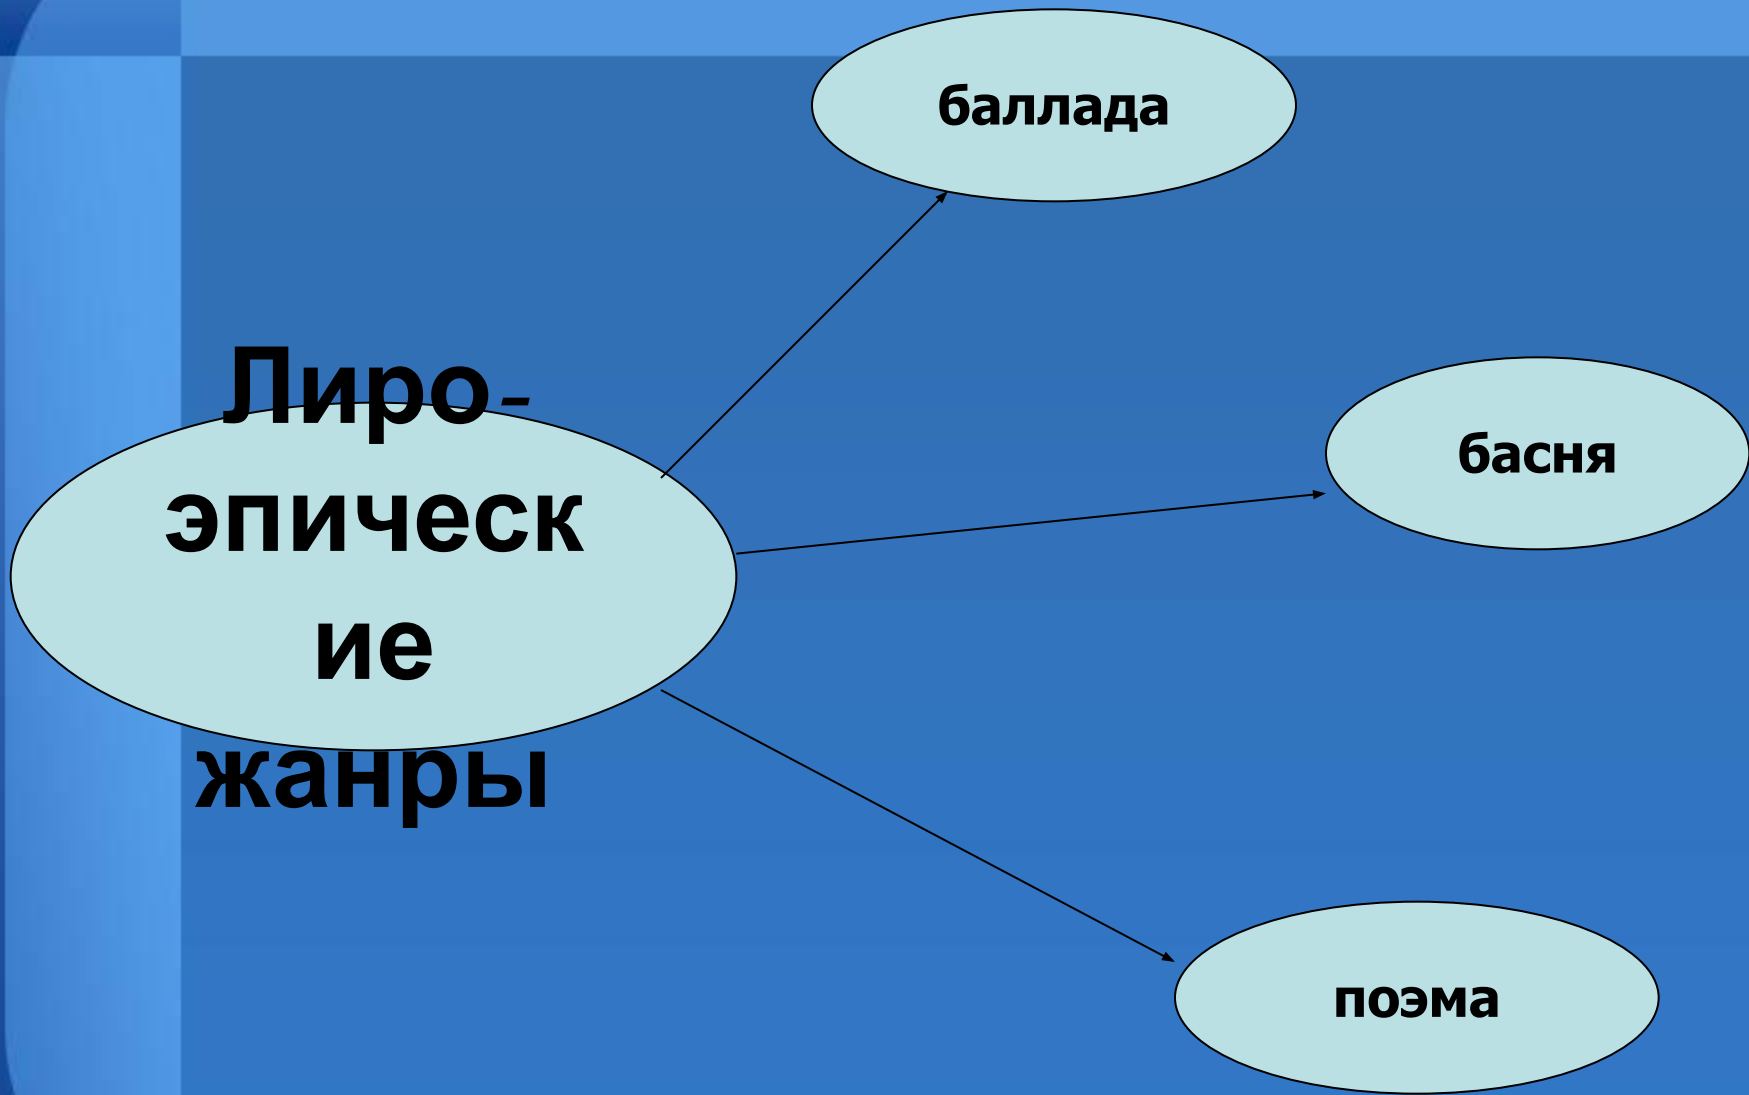 баллада
Лиро-
эпическ
ие
жанры
басня
поэма